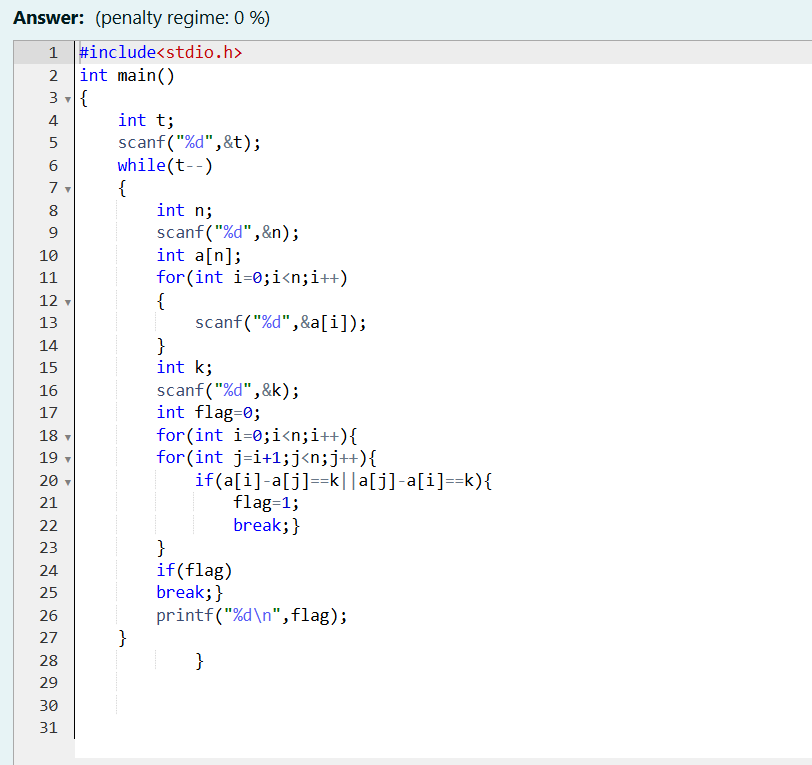 Answer: (penalty regime: 0 %)
1 #include<stdio.h>
2 int main()
3 {
4     int t;
5     scanf("%d",&t);
6     while(t--)
7     {
8         int n;
9         scanf("%d",&n);
10         int a[n];
11         for(int i=0;i<n;i++)
12         {
13             scanf("%d",&a[i]);
14         }
15         int k;
16         scanf("%d",&k);
17         int flag=0;
18         for(int i=0;i<n;i++){
19         for(int j=i+1;j<n;j++){
20             if(a[i]-a[j]==k||a[j]-a[i]==k){
21                 flag=1;
22                 break;}
23         }
24         if(flag)
25         break;}
26         printf("%d\n",flag);
27     }
28             }
29
30
31